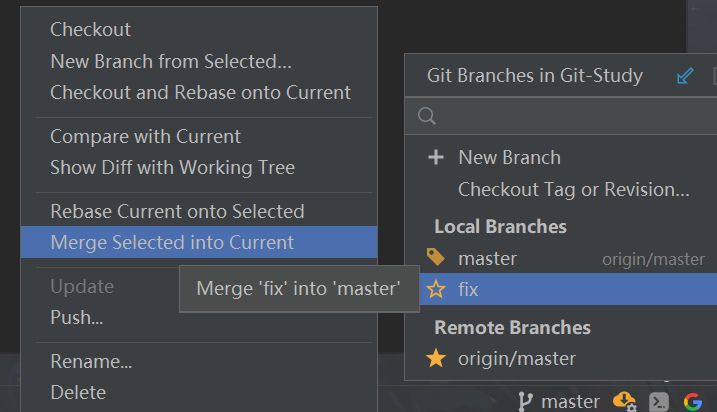 Checkout
New Branch from Selected...
Checkout and Rebase onto Current
Compare with Current
Show Diff with Working Tree
Rebase Current onto Selected
Merge Selected into Current
Update
Push...
Rename...
Delete
Merge 'fix' into 'master'
Git Branches in Git-Study
New Branch
Checkout Tag or Revision...
Local Branches
master origin/master
fix
Remote Branches
origin/master
master